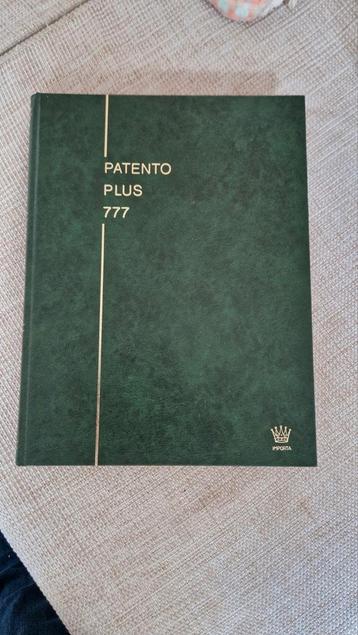 PATENTO
PLUS
777
IMPORTA